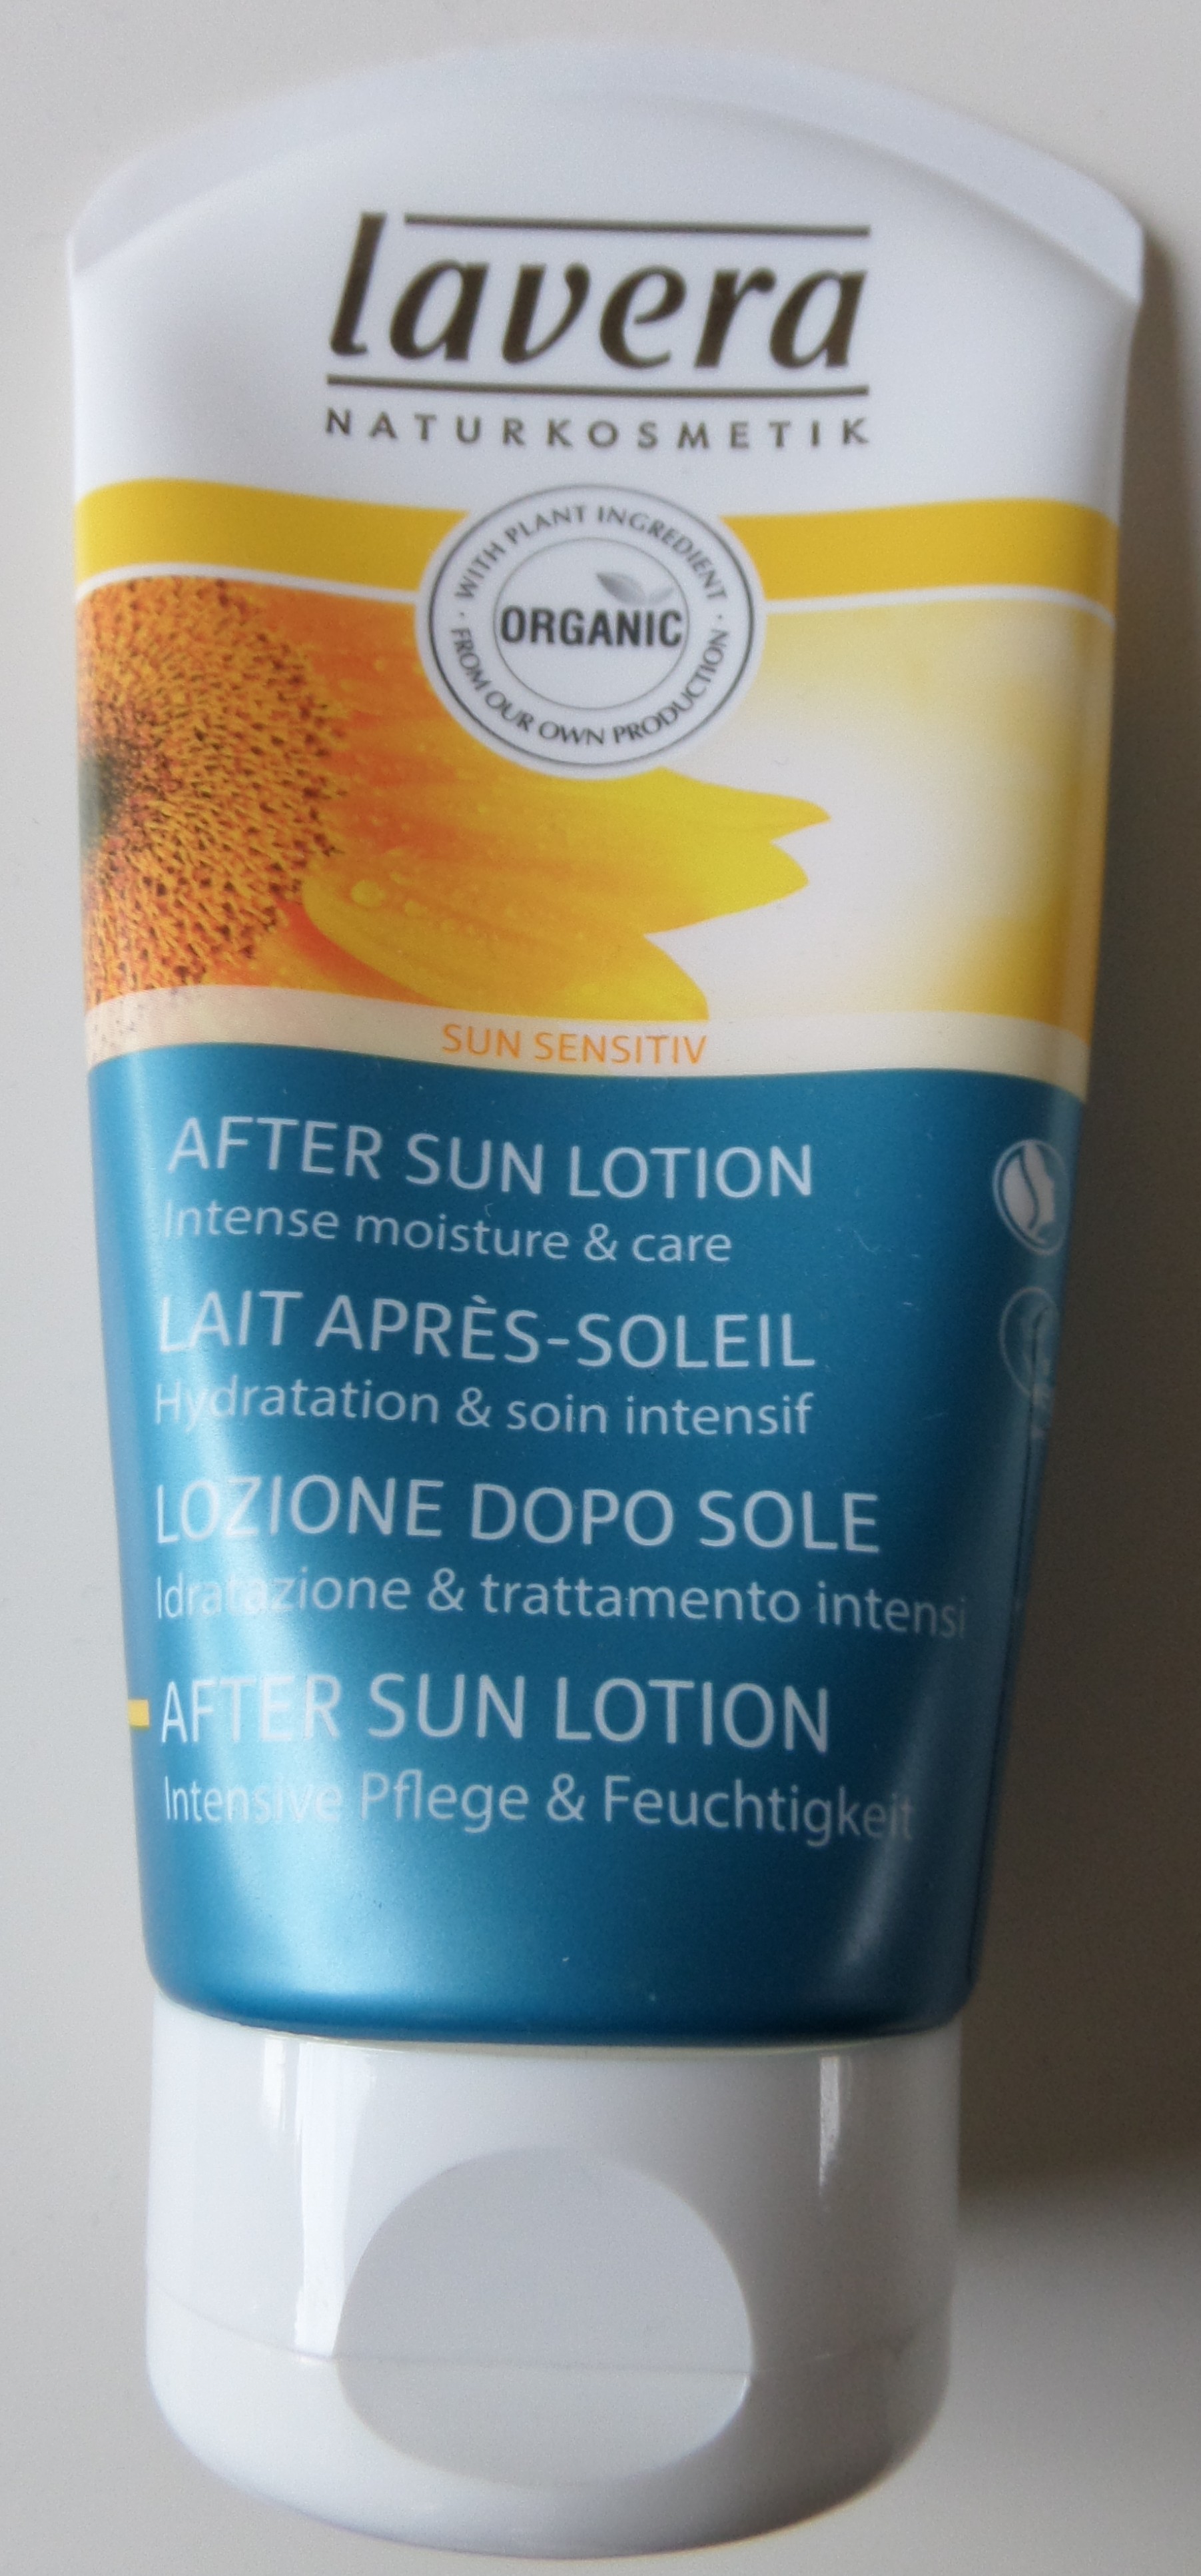 lavera
NATURKOSMETIK
WITH PLANT INGREDIENT
ORGANIC
FROM OUR OWN PRODUCTION
SUN SENSITIV
AFTER SUN LOTION
Intense moisture & care
LAIT APRÈS-SOLEIL
Hydratation & soin intensif
LOZIONE DOPO SOLE
Idratazione & trattamento intensi
AFTER SUN LOTION
Intensive Pflege & Feuchtigkeit